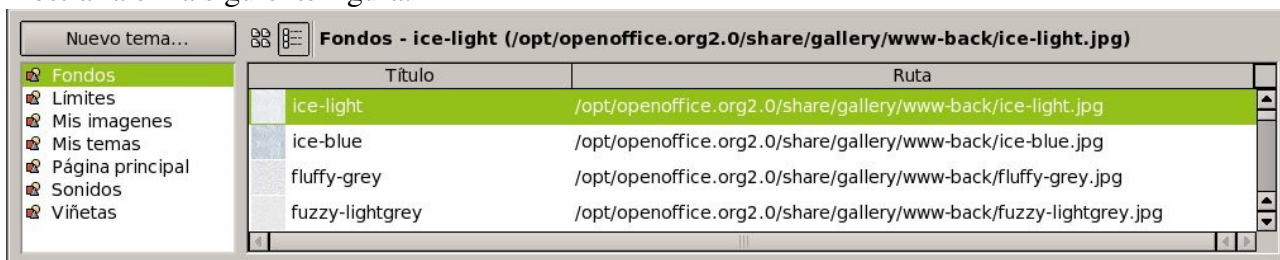 Nuevo tema...
Fondos - ice-light (/opt/openoffice.org2.0/share/gallery/www-back/ice-light.jpg)
Fondos
Límites
Mis imagenes
Mis temas
Página principal
Sonidos
Viñetas
Título Ruta
ice-light /opt/openoffice.org2.0/share/gallery/www-back/ice-light.jpg
ice-blue /opt/openoffice.org2.0/share/gallery/www-back/ice-blue.jpg
fluffy-grey /opt/openoffice.org2.0/share/gallery/www-back/fluffy-grey.jpg
fuzzy-lightgrey /opt/openoffice.org2.0/share/gallery/www-back/fuzzy-lightgrey.jpg